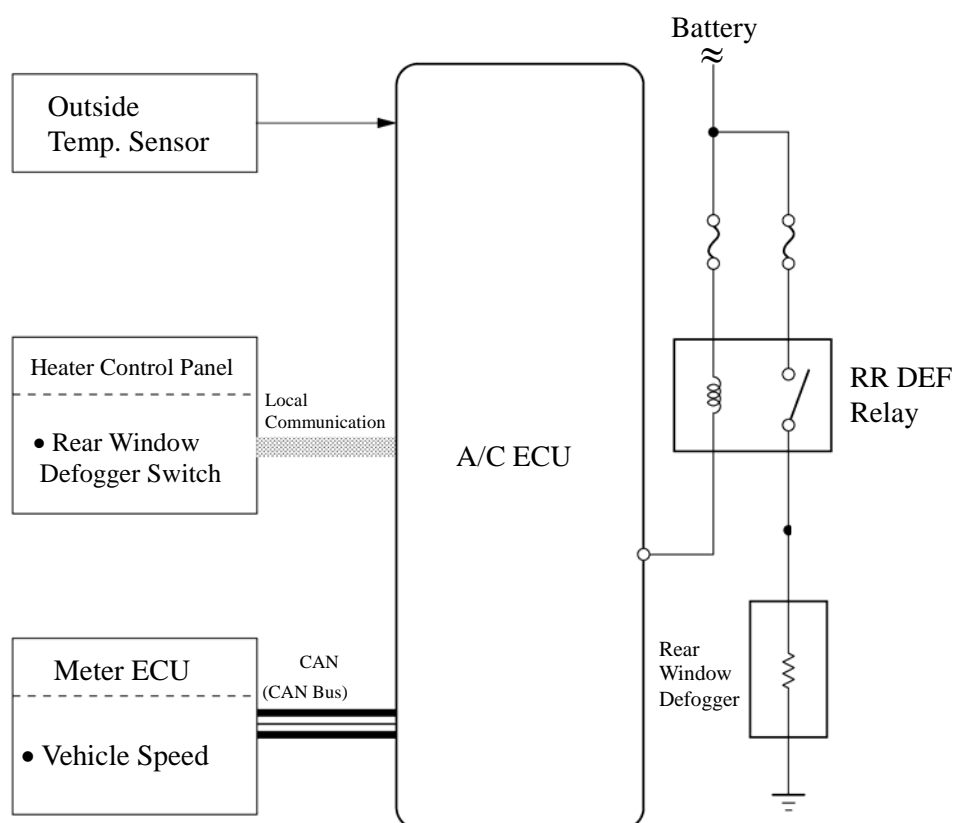 Battery
Outside
Temp. Sensor
Heater Control Panel
• Rear Window
Defogger Switch
Local
Communication
A/C ECU
RR DEF
Relay
Meter ECU
• Vehicle Speed
CAN
(CAN Bus)
Rear
Window
Defogger